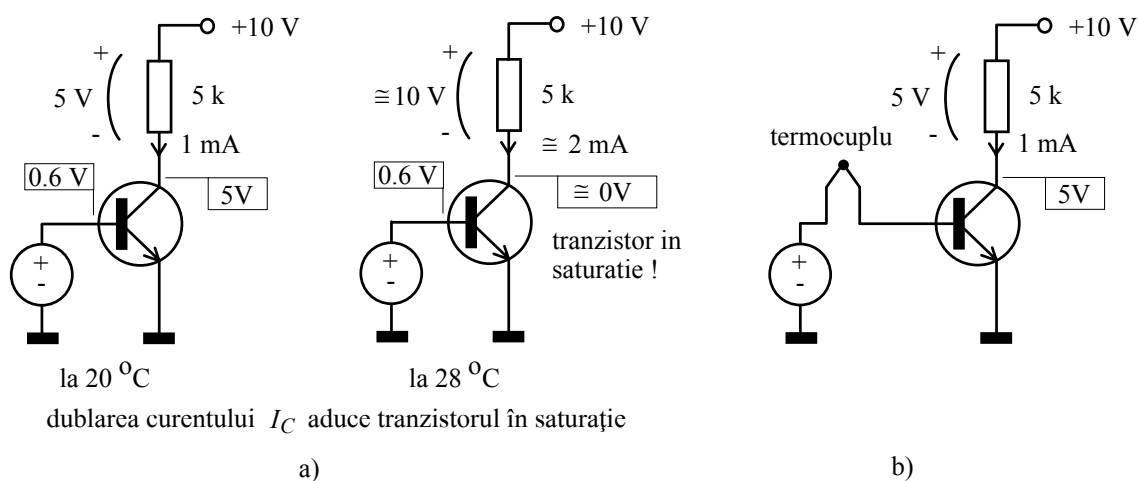 +10 V
+
5 V
-
5 k
1 mA
0.6 V
5V
+
-
la 20 °C
+10 V
+
≅ 10 V
-
5 k
≅ 2 mA
0.6 V
≅ 0V
+
-
tranzistor in
saturatie !
la 28 °C
dublarea curentului I_C aduce tranzistorul în saturaţie
a)
+10 V
+
5 V
-
5 k
termocuplu
1 mA
5V
+
-
b)